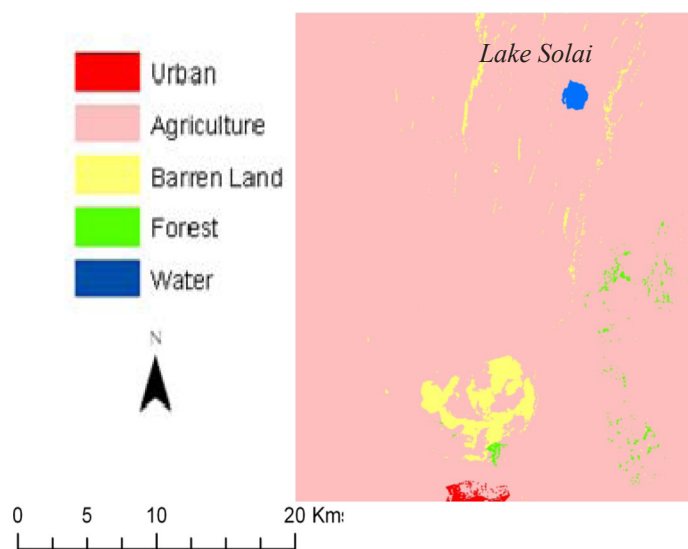 Lake Solai
Urban
Agriculture
Barren Land
Forest
Water
N
0 5 10 20 Kms